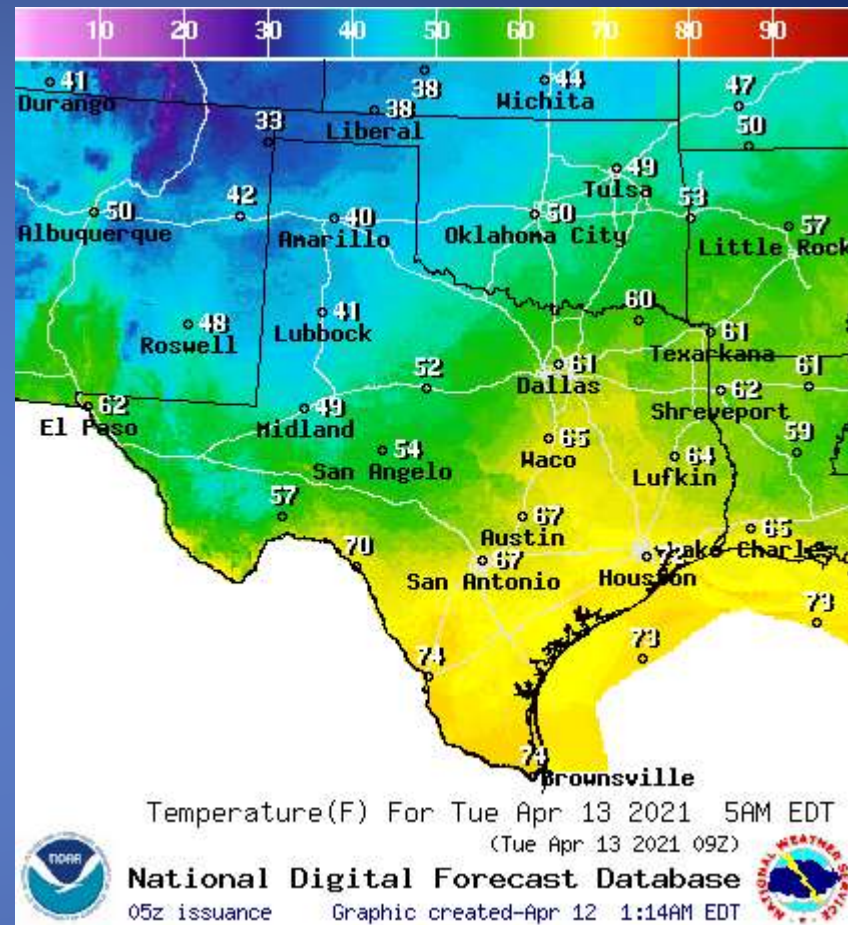 10 20 30 40 50 60 70 80 90
41 38 44 47
Durango 38 Wichita
33 Liberal 50
49
Tulsa
50 42 40 50 53 57
Albuquerque Amarillo Oklahoma City Little Rock
48 41 60 61
Roswell Lubbock Texarkana
52 61
Dallas
62 49 62 61
El Paso Midland Shreveport
54 65 64 59
San Angelo Waco Lufkin
57 67 65
Austin
70 67 Lake Charles
San Antonio Houston
73
74 73
74
Brownsville
Temperature(F) For Tue Apr 13 2021 5AM EDT
(Tue Apr 13 2021 09Z)
NOAA
National Digital Forecast Database
05z issuance Graphic created-Apr 12 1:14AM EDT
NATIONAL WEATHER SERVICE